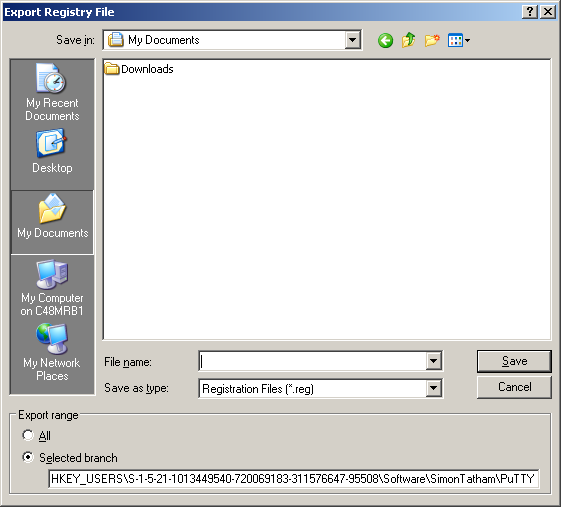 Export Registry File
Save in:
My Documents
Downloads
My Recent
Documents
Desktop
My Documents
My Computer
on C48MRB1
My Network
Places
File name:
Save
Save as type:
Registration Files (*.reg)
Cancel
Export range
All
Selected branch
HKEY_USERS\S-1-5-21-1013449540-720069183-311576647-95508\Software\SimonTatham\PuTTY